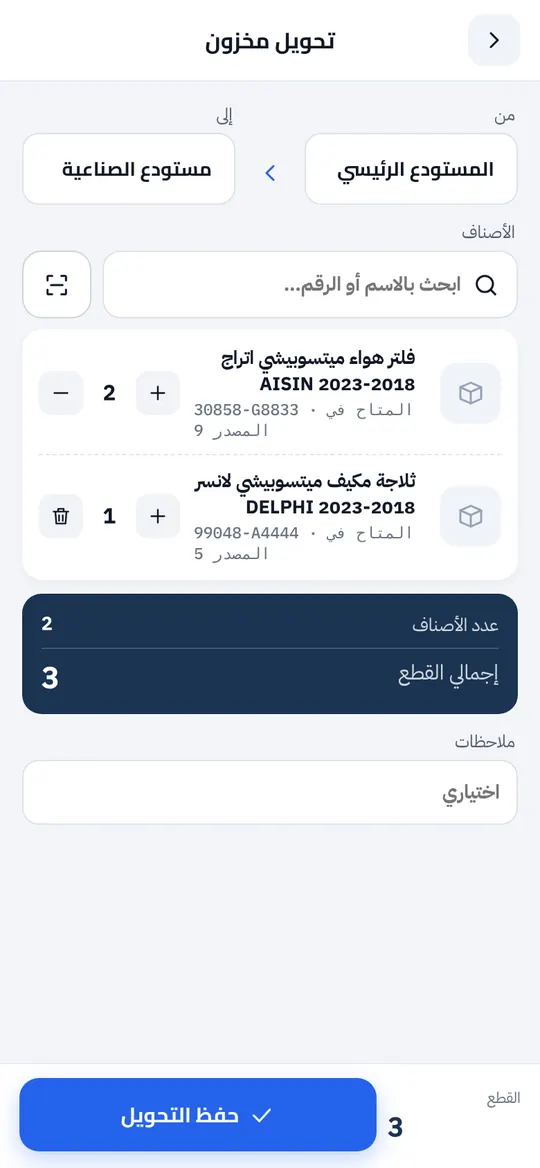 تحويل مخزون
من
إلى
المستودع الرئيسي
مستودع الصناعية
الأصناف
ابحث بالاسم أو الرقم...
فلتر هواء ميتسوبيشي اتراج
AISIN 2023-2018
30858-G8833 · المتاح في
المصدر 9
2
ثلاجة مكيف ميتسوبيشي لانسر
DELPHI 2023-2018
99048-A4444 · المتاح في
المصدر 5
1
عدد الأصناف 2
إجمالي القطع 3
ملاحظات
اختياري
القطع
3
حفظ التحويل